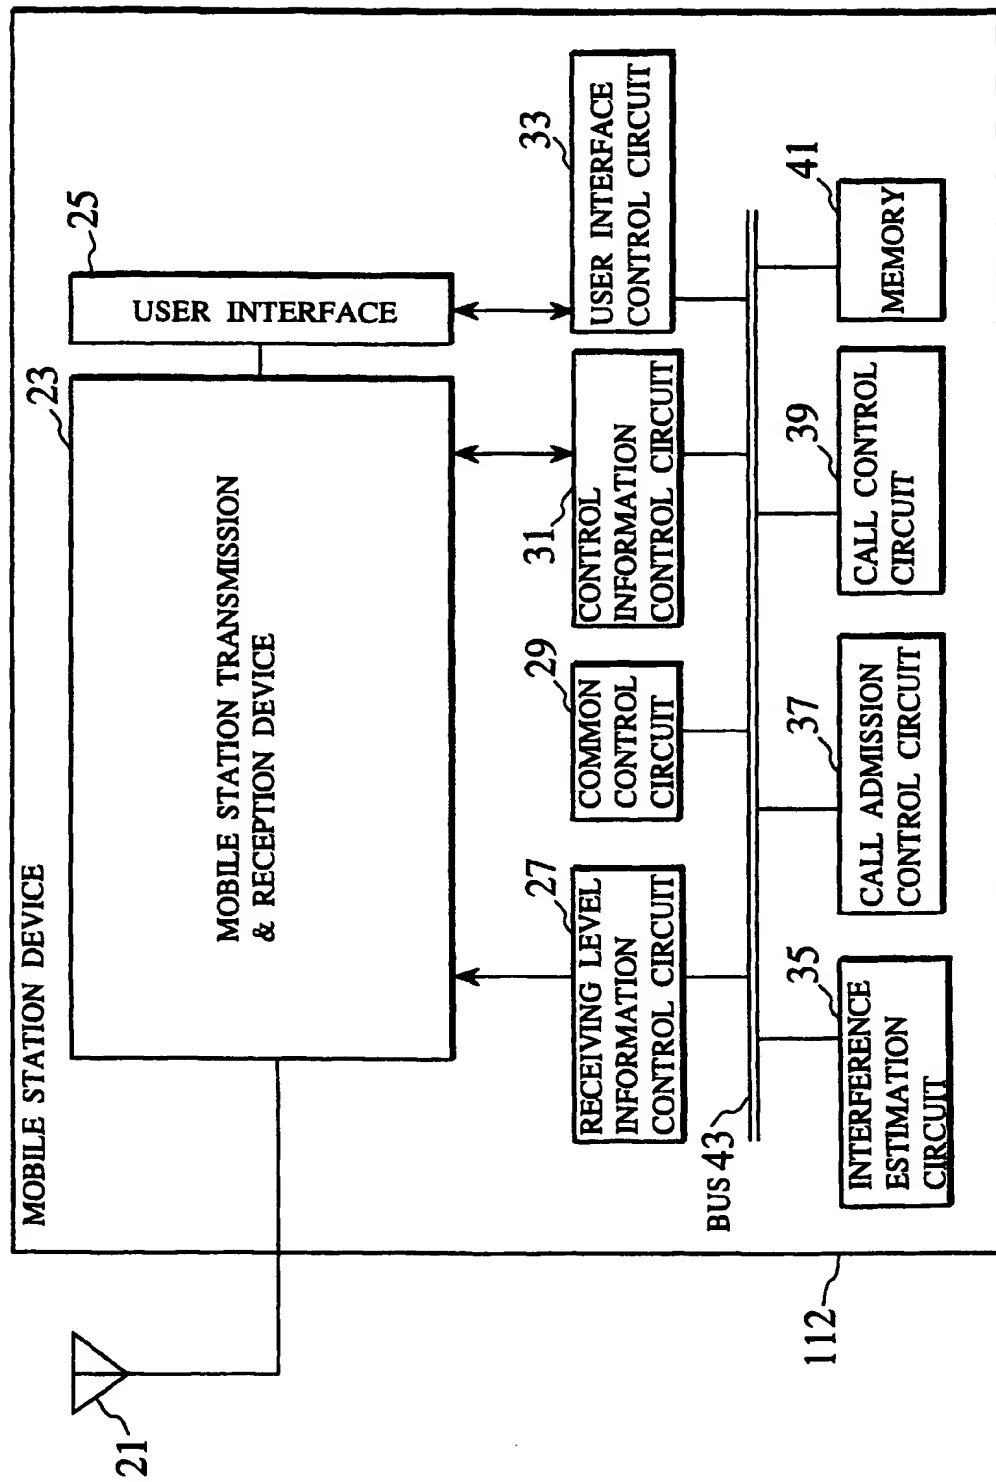 MOBILE STATION DEVICE
23
25
MOBILE STATION TRANSMISSION
& RECEPTION DEVICE
USER INTERFACE
21
27
RECEIVING LEVEL
INFORMATION
CONTROL CIRCUIT
29
COMMON
CONTROL
CIRCUIT
31
CONTROL
INFORMATION
CONTROL CIRCUIT
33
USER INTERFACE
CONTROL CIRCUIT
BUS 43
35
INTERFERENCE
ESTIMATION
CIRCUIT
37
CALL ADMISSION
CONTROL CIRCUIT
39
CALL CONTROL
CIRCUIT
41
MEMORY
112